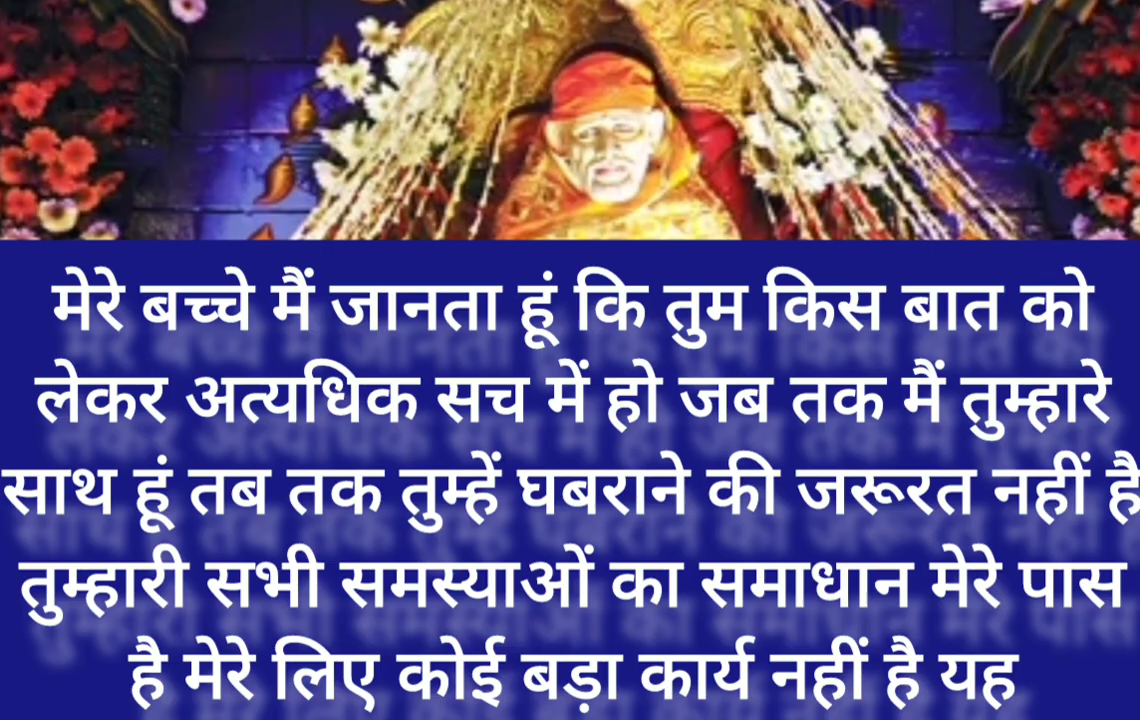 मेरे बच्चे मैं जानता हूं कि तुम किस बात को
लेकर अत्यधिक सच में हो जब तक मैं तुम्हारे
साथ हूं तब तक तुम्हें घबराने की जरूरत नहीं है
तुम्हारी सभी समस्याओं का समाधान मेरे पास
है मेरे लिए कोई बड़ा कार्य नहीं है यह